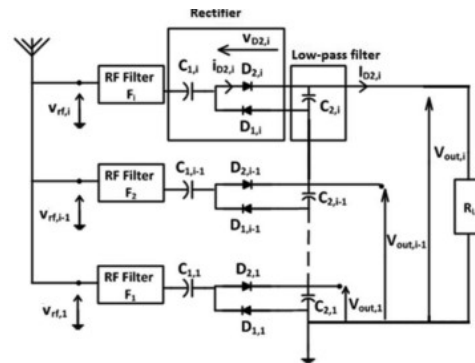 Rectifier
v_D2,i
Low-pass filter
C_1,i
i_D2,i
D_2,i
I_D2,i
RF Filter
F_i
v_rf,i
D_1,i
C_2,i
V_out,i
C_1,i-1
D_2,i-1
RF Filter
F_2
v_rf,i-1
D_1,i-1
C_2,i-1
V_out,i-1
C_1,1
D_2,1
RF Filter
F_1
v_rf,1
D_1,1
C_2,1
V_out,1